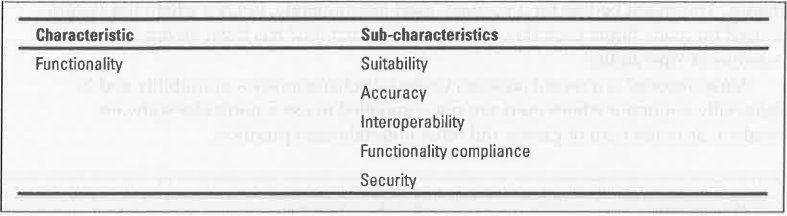 Characteristic Sub-characteristics
Functionality Suitability
Accuracy
Interoperability
Functionality compliance
Security